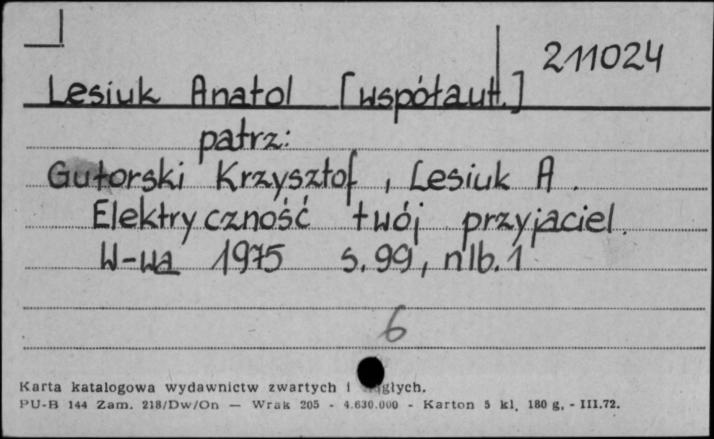 211024
Lesiuk Anatol [współaut.]
patrz:
Gutorski Krzysztof, Lesiuk A.
Elektryczność twój przyjaciel.
W-wa 1975 s. 99, nlb. 1
6
Karta katalogowa wydawnictw zwartych i
PU-B 144 Zam. 218/Dw/On — Wrak 205 - 4.630.000 - Karton 5 kl. 180 g. - III.72.